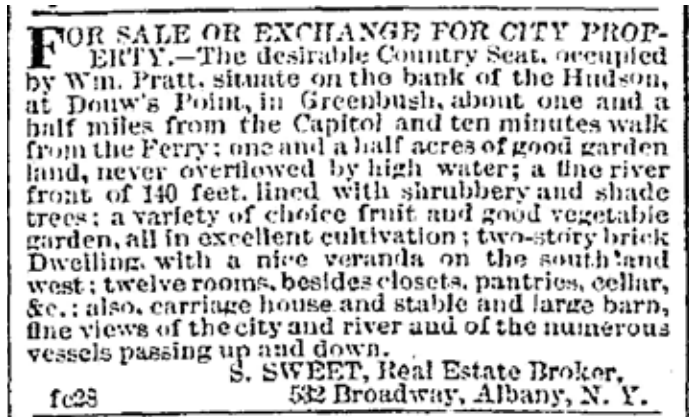 FOR SALE OR EXCHANGE FOR CITY PROP-
ERTY.—The desirable Country Seat, occupied
by Wm. Pratt, situate on the bank of the Hudson,
at Douw's Point, in Greenbush, about one and a
half miles from the Capitol and ten minutes walk
from the Ferry; one and a half acres of good garden
land, never overflowed by high water; a fine river
front of 140 feet, lined with shrubbery and shade
trees; a variety of choice fruit and good vegetable
garden, all in excellent cultivation; two-story brick
Dwelling, with a nice veranda on the south and
west; twelve rooms, besides closets, pantries, cellar,
&c.; also, carriage house and stable and large barn,
fine views of the city and river and of the numerous
vessels passing up and down.
S. SWEET, Real Estate Broker,
fe28 532 Broadway, Albany, N. Y.